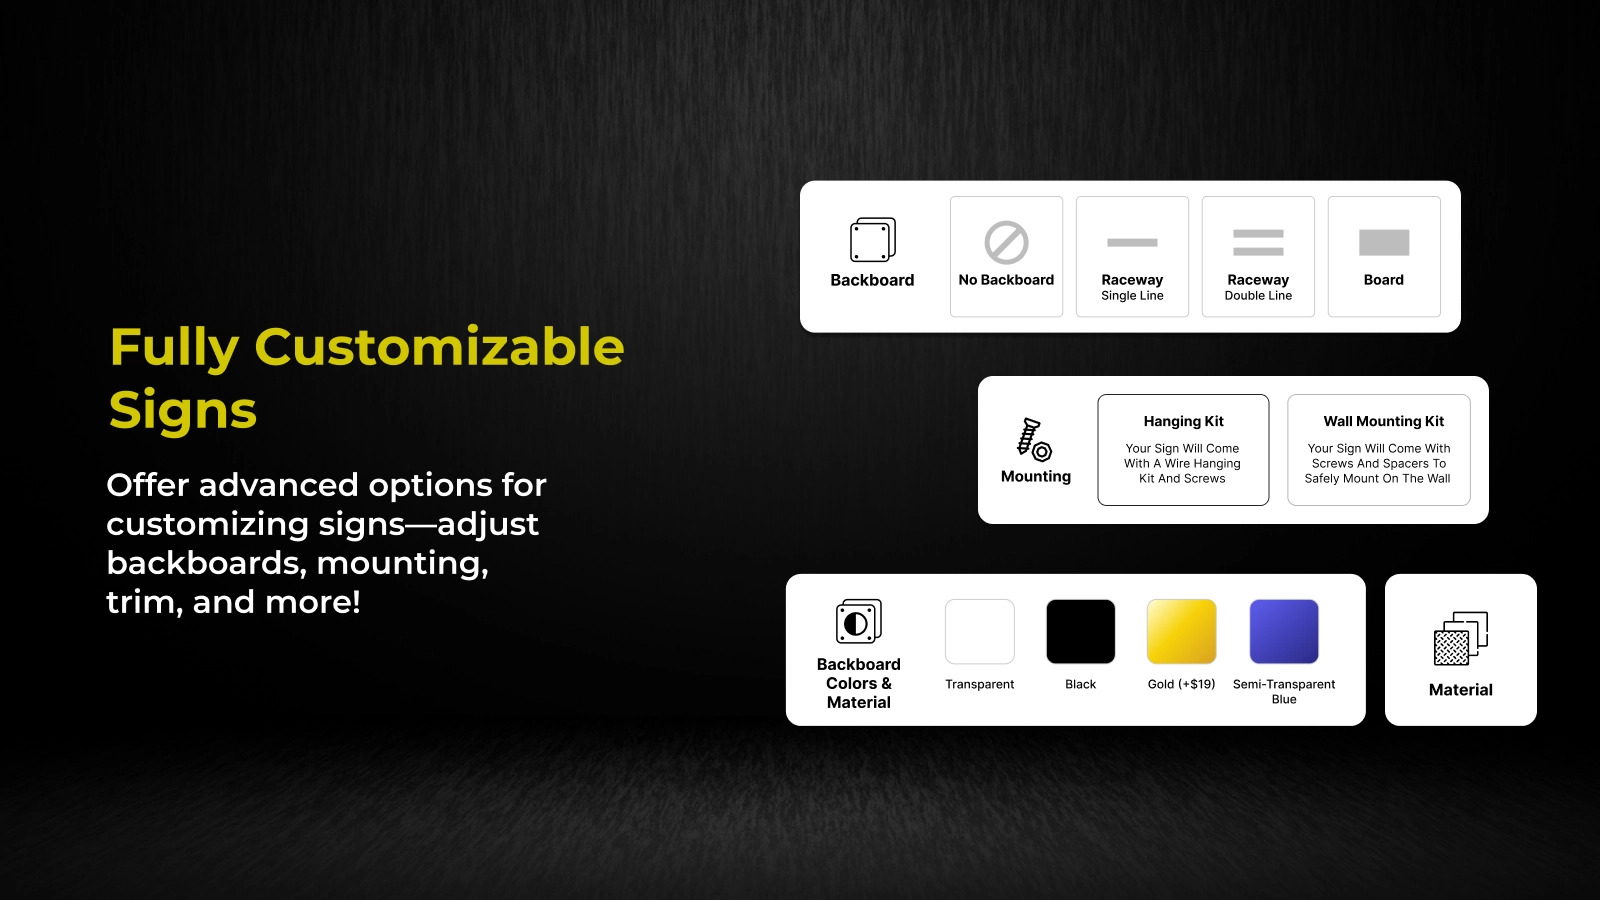 Fully Customizable
Signs
Offer advanced options for
customizing signs—adjust
backboards, mounting,
trim, and more!
Backboard
No Backboard
Raceway
Single Line
Raceway
Double Line
Board
Mounting
Hanging Kit
Your Sign Will Come
With A Wire Hanging
Kit And Screws
Wall Mounting Kit
Your Sign Will Come With
Screws And Spacers To
Safely Mount On The Wall
Backboard
Colors &
Material
Transparent
Black
Gold (+$19)
Semi-Transparent
Blue
Material